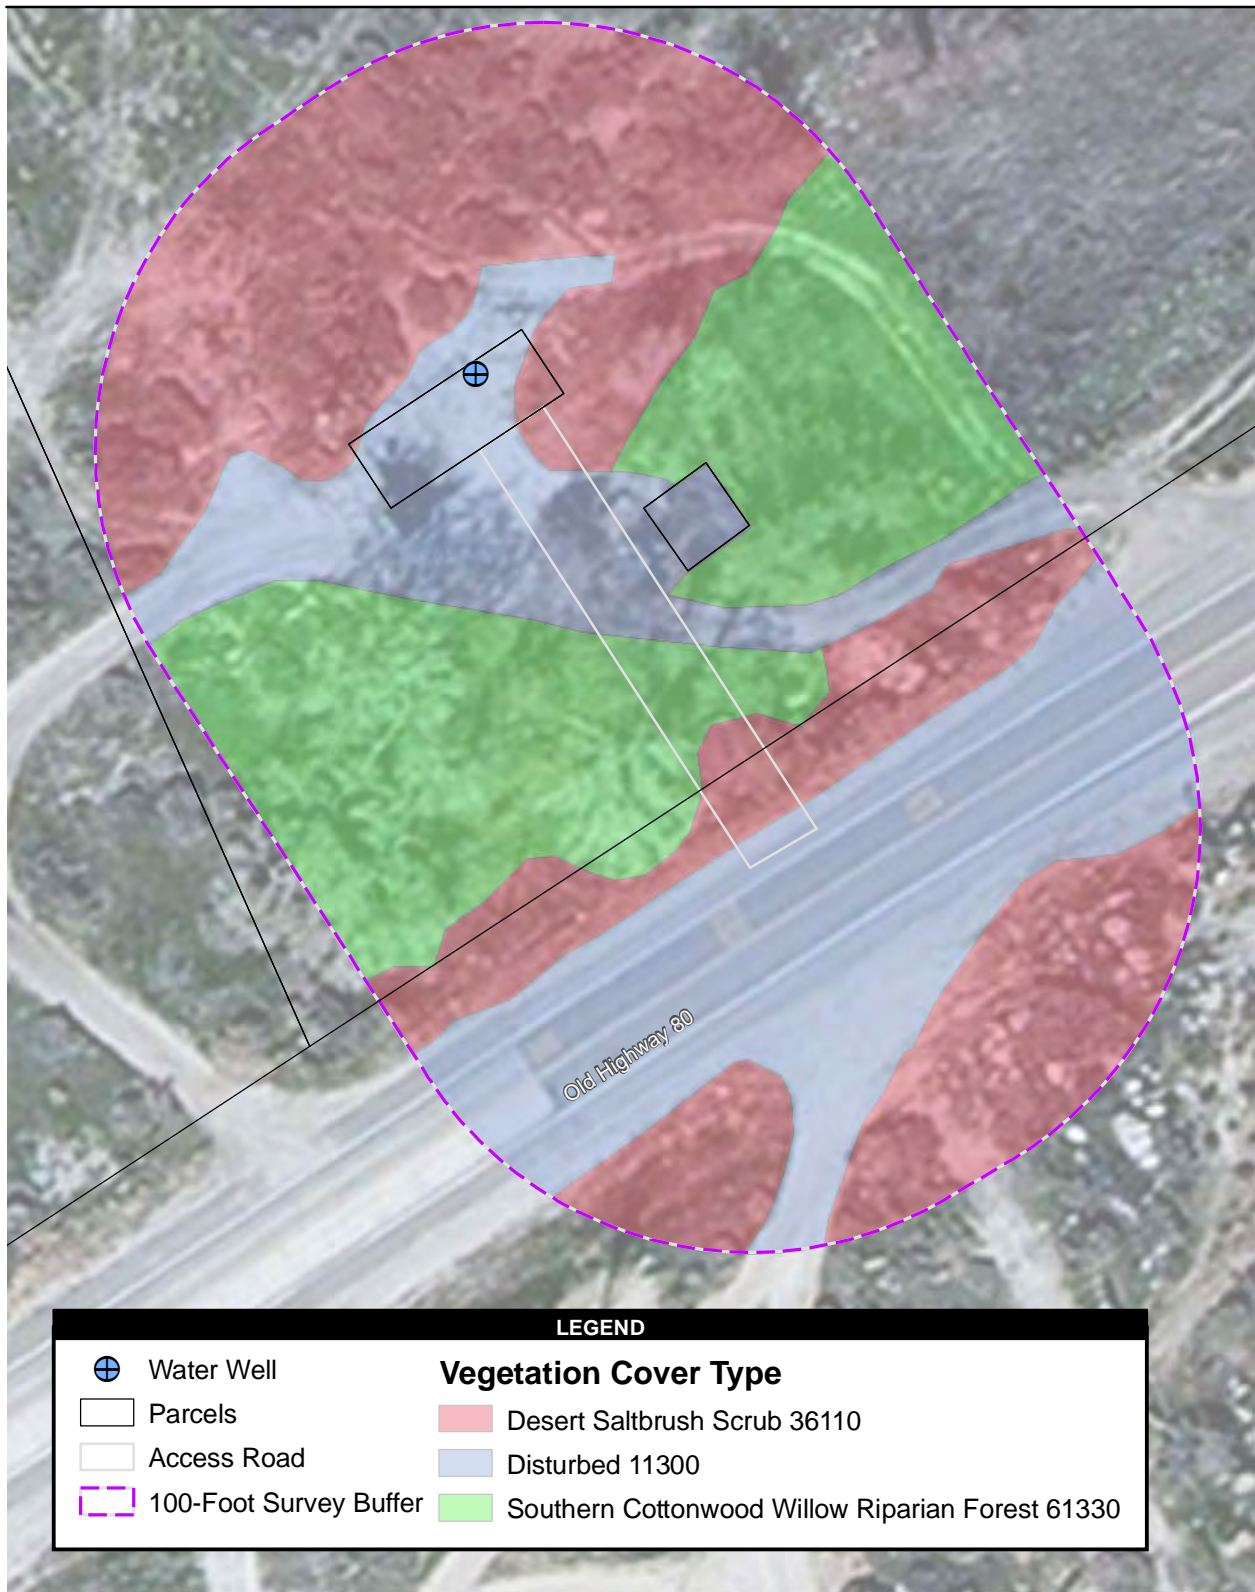 Old Highway 80
LEGEND
Water Well
Parcels
Access Road
100-Foot Survey Buffer
Vegetation Cover Type
Desert Saltbrush Scrub 36110
Disturbed 11300
Southern Cottonwood Willow Riparian Forest 61330